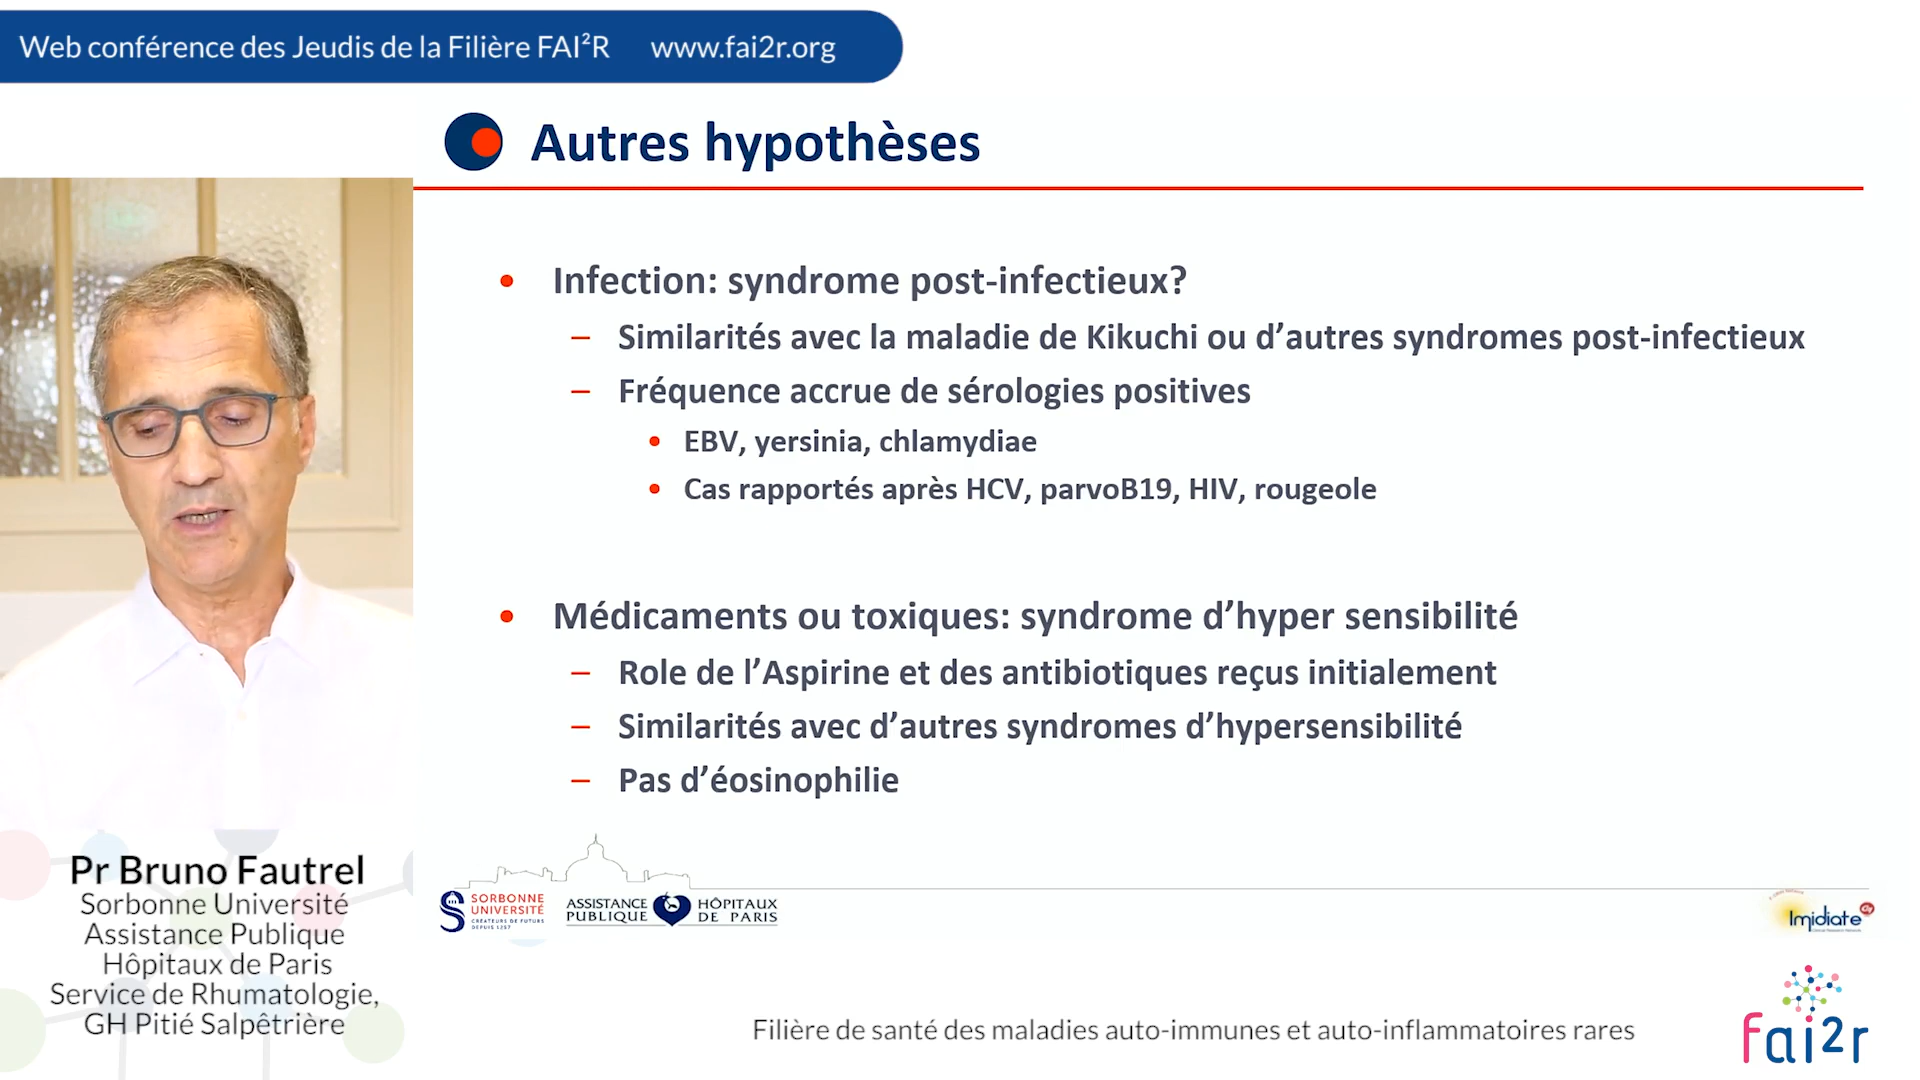 Web conférence des Jeudis de la Filière FAI²R www.fai2r.org
Autres hypothèses
• Infection: syndrome post-infectieux?
– Similarités avec la maladie de Kikuchi ou d’autres syndromes post-infectieux
– Fréquence accrue de sérologies positives
• EBV, yersinia, chlamydiae
• Cas rapportés après HCV, parvoB19, HIV, rougeole
• Médicaments ou toxiques: syndrome d’hyper sensibilité
– Role de l’Aspirine et des antibiotiques reçus initialement
– Similarités avec d’autres syndromes d’hypersensibilité
– Pas d’éosinophilie
Pr Bruno Fautrel
Sorbonne Université
Assistance Publique
Hôpitaux de Paris
Service de Rhumatologie,
GH Pitié Salpêtrière
SORBONNE
UNIVERSITÉ
CRÉATEURS DE FUTURS
DEPUIS 1257
ASSISTANCE PUBLIQUE
HÔPITAUX DE PARIS
Imidiate
Filière de santé des maladies auto-immunes et auto-inflammatoires rares
fai2r